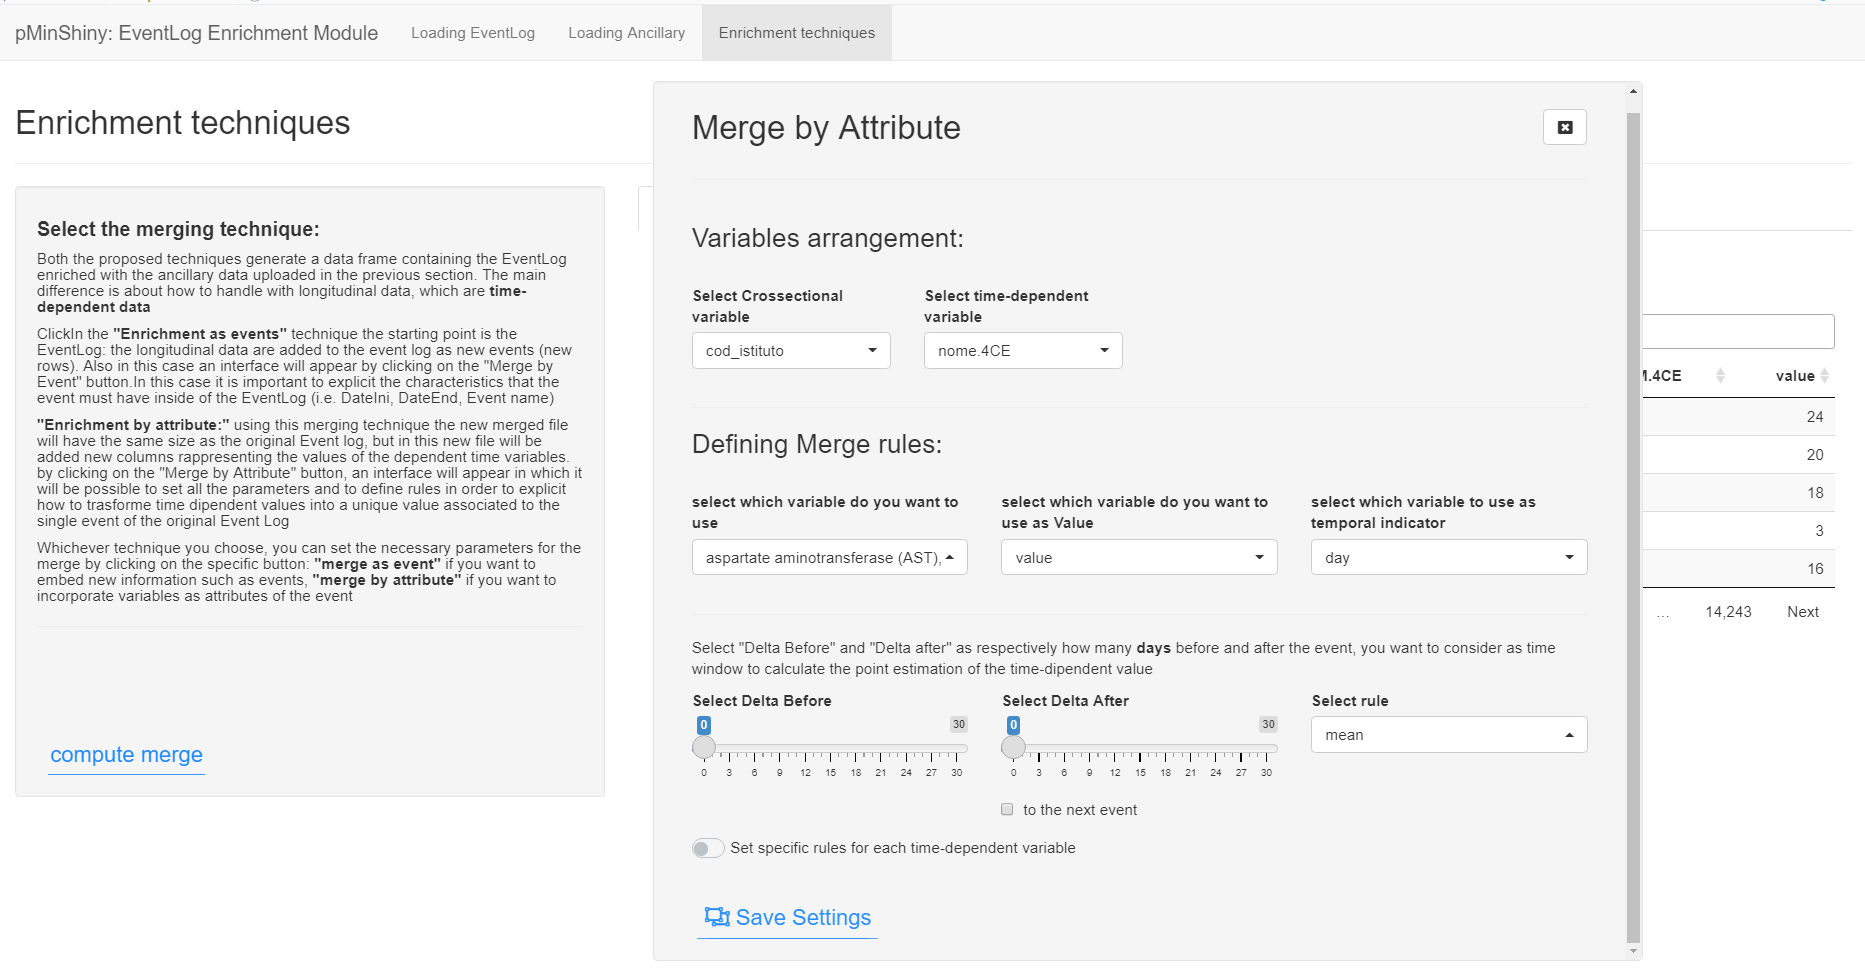 pMinShiny: EventLog Enrichment Module Loading EventLog Loading Ancillary Enrichment techniques
Enrichment techniques
Select the merging technique:
Both the proposed techniques generate a data frame containing the EventLog
enriched with the ancillary data uploaded in the previous section. The main
difference is about how to handle with longitudinal data, which are time-
dependent data
ClickIn the "Enrichment as events" technique the starting point is the
EventLog: the longitudinal data are added to the event log as new events (new
rows). Also in this case an interface will appear by clicking on the "Merge by
Event" button.In this case it is important to explicit the characteristics that the
event must have inside of the EventLog (i.e. DateIni, DateEnd, Event name)
"Enrichment by attribute:" using this merging technique the new merged file
will have the same size as the original Event log, but in this new file will be
added new columns rappresenting the values of the dependent time variables.
by clicking on the "Merge by Attribute" button, an interface will appear in which it
will be possible to set all the parameters and to define rules in order to explicit
how to trasforme time dipendent values into a unique value associated to the
single event of the original Event Log
Whichever technique you choose, you can set the necessary parameters for the
merge by clicking on the specific button: "merge as event" if you want to
embed new information such as events, "merge by attribute" if you want to
incorporate variables as attributes of the event
compute merge
Merge by Attribute
Variables arrangement:
Select Crossectional
variable
cod_istituto
Select time-dependent
variable
nome.4CE
Defining Merge rules:
select which variable do you want to
use
aspartate aminotransferase (AST),
select which variable do you want to
use as Value
value
select which variable to use as
temporal indicator
day
Select "Delta Before" and "Delta after" as respectively how many days before and after the event, you want to consider as time
window to calculate the point estimation of the time-dipendent value
Select Delta Before
0 30
0 3 6 9 12 15 18 21 24 27 30
Select Delta After
0 30
0 3 6 9 12 15 18 21 24 27 30
to the next event
Select rule
mean
Set specific rules for each time-dependent variable
Save Settings
.4CE value
24
20
18
3
16
... 14,243 Next